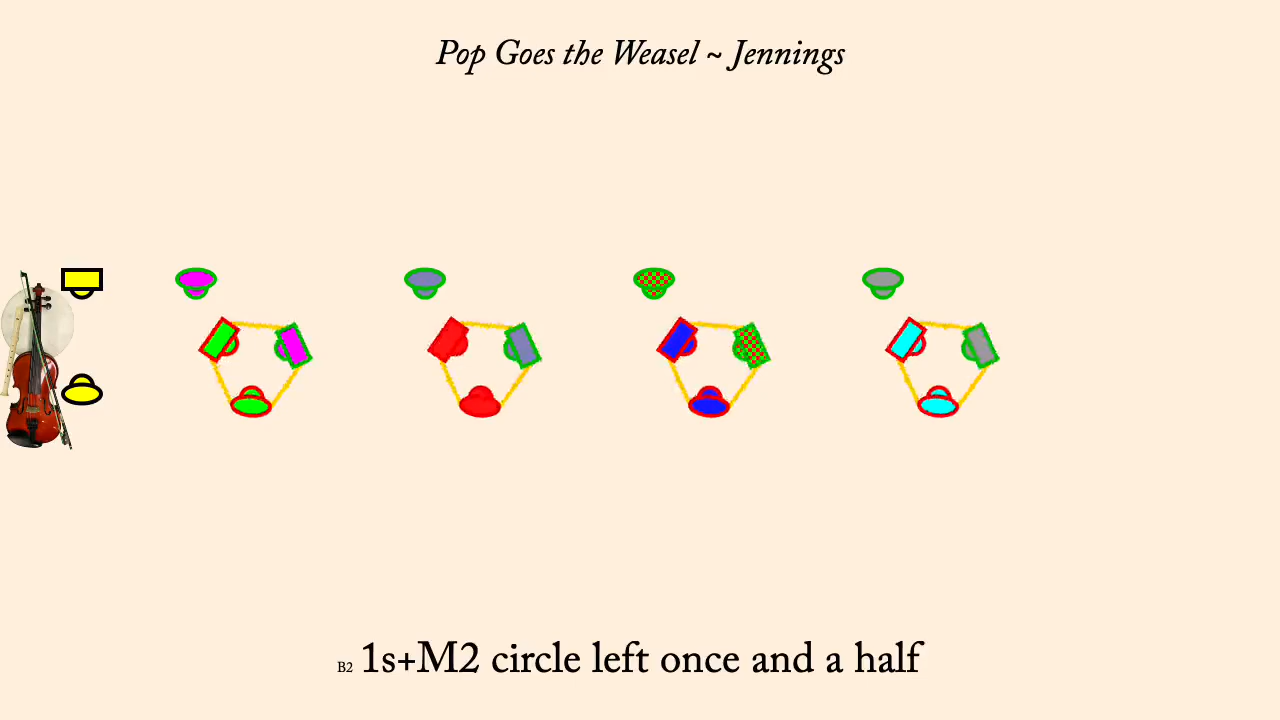 Pop Goes the Weasel ~ Jennings
B2 1s+M2 circle left once and a half